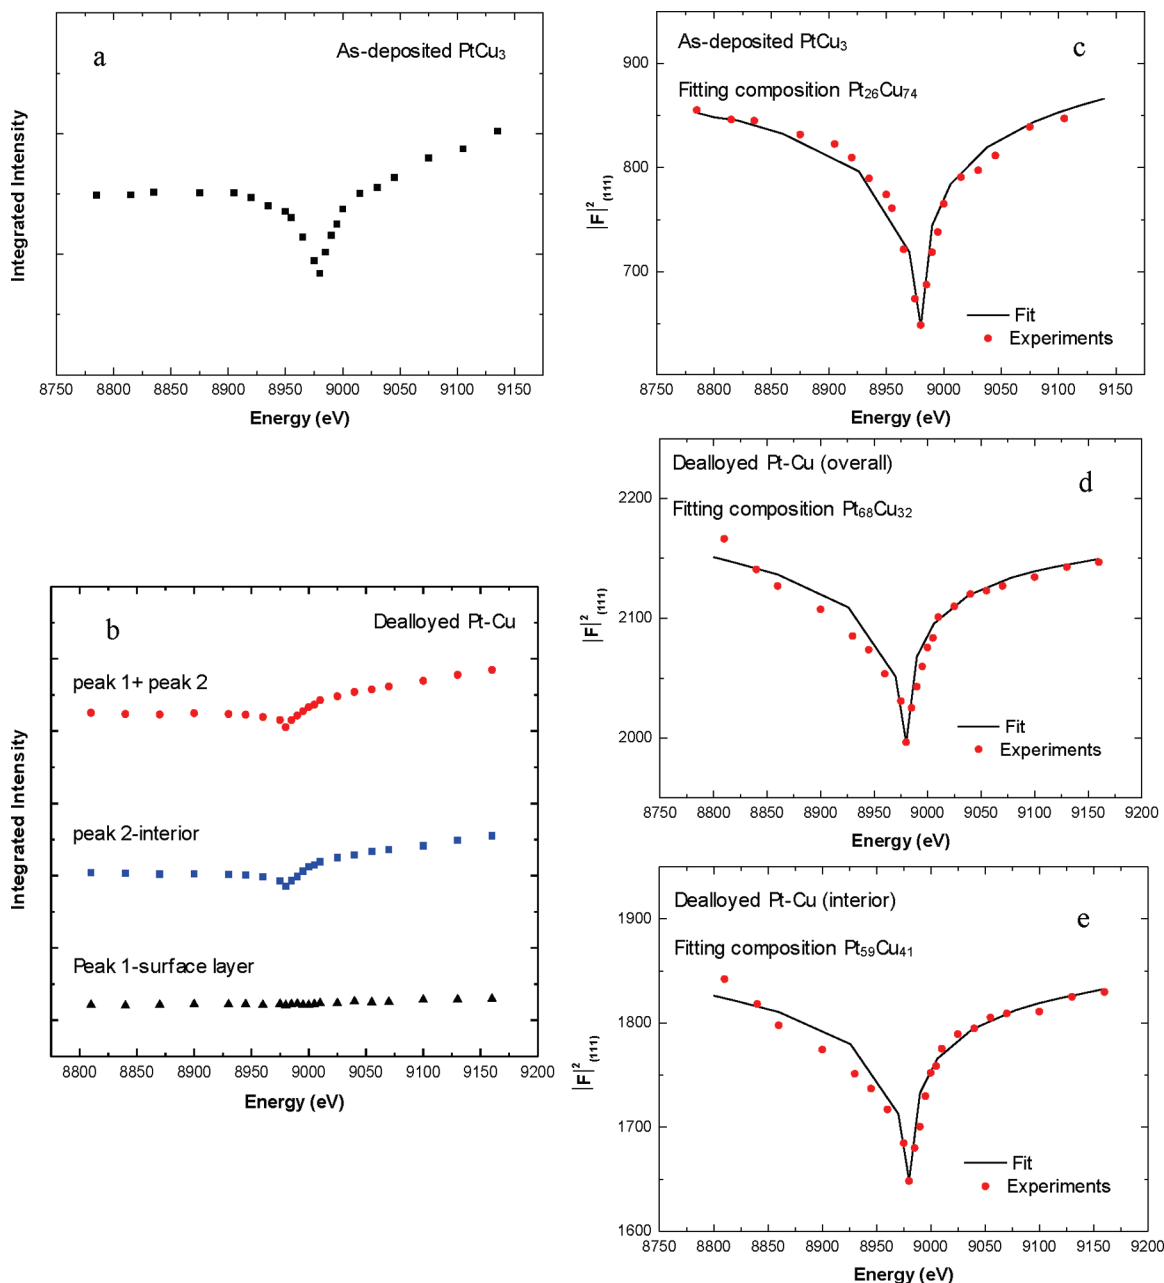 a
As-deposited PtCu₃
Integrated Intensity
8750 8800 8850 8900 8950 9000 9050 9100 9150
Energy (eV)
b
Dealloyed Pt-Cu
peak 1+ peak 2
peak 2-interior
Peak 1-surface layer
Integrated Intensity
8800 8850 8900 8950 9000 9050 9100 9150 9200
Energy (eV)
As-deposited PtCu₃
c
Fitting composition Pt₂₆Cu₇₄
900
800
700
|F|²(111)
Fit
Experiments
8750 8800 8850 8900 8950 9000 9050 9100 9150
Energy (eV)
Dealloyed Pt-Cu (overall)
d
Fitting composition Pt₆₈Cu₃₂
2200
2100
2000
|F|²(111)
Fit
Experiments
8750 8800 8850 8900 8950 9000 9050 9100 9150 9200
Energy (eV)
Dealloyed Pt-Cu (interior)
e
Fitting composition Pt₅₉Cu₄₁
1900
1800
1700
1600
|F|²(111)
Fit
Experiments
8750 8800 8850 8900 8950 9000 9050 9100 9150 9200
Energy (eV)